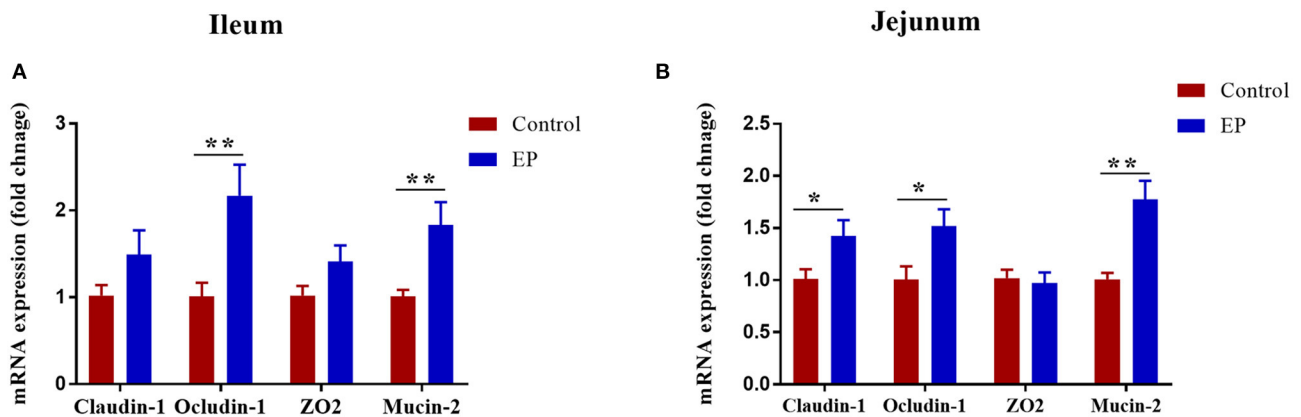 Ileum
A
mRNA expression (fold chnage)
3
2
1
0
**
**
Control
EP
Claudin-1 Ocludin-1 ZO2 Mucin-2
Jejunum
B
mRNA expression (fold chnage)
2.5
2.0
1.5
1.0
0.5
0.0
*
*
**
Control
EP
Claudin-1 Ocludin-1 ZO2 Mucin-2